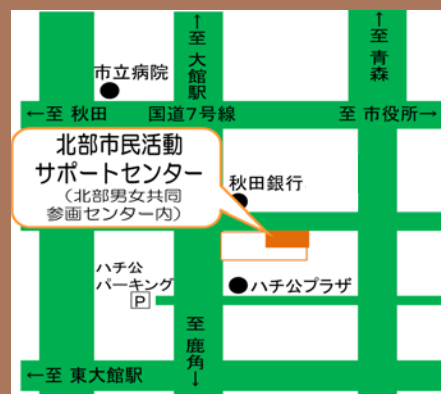 ↑至大館駅
↑至青森
市立病院
←至 秋田
国道7号線
至 市役所→
北部市民活動
サポートセンター
（北部男女共同
参画センター内）
秋田銀行
ハチ公
パーキング
P
ハチ公プラザ
至鹿角↓
←至 東大館駅